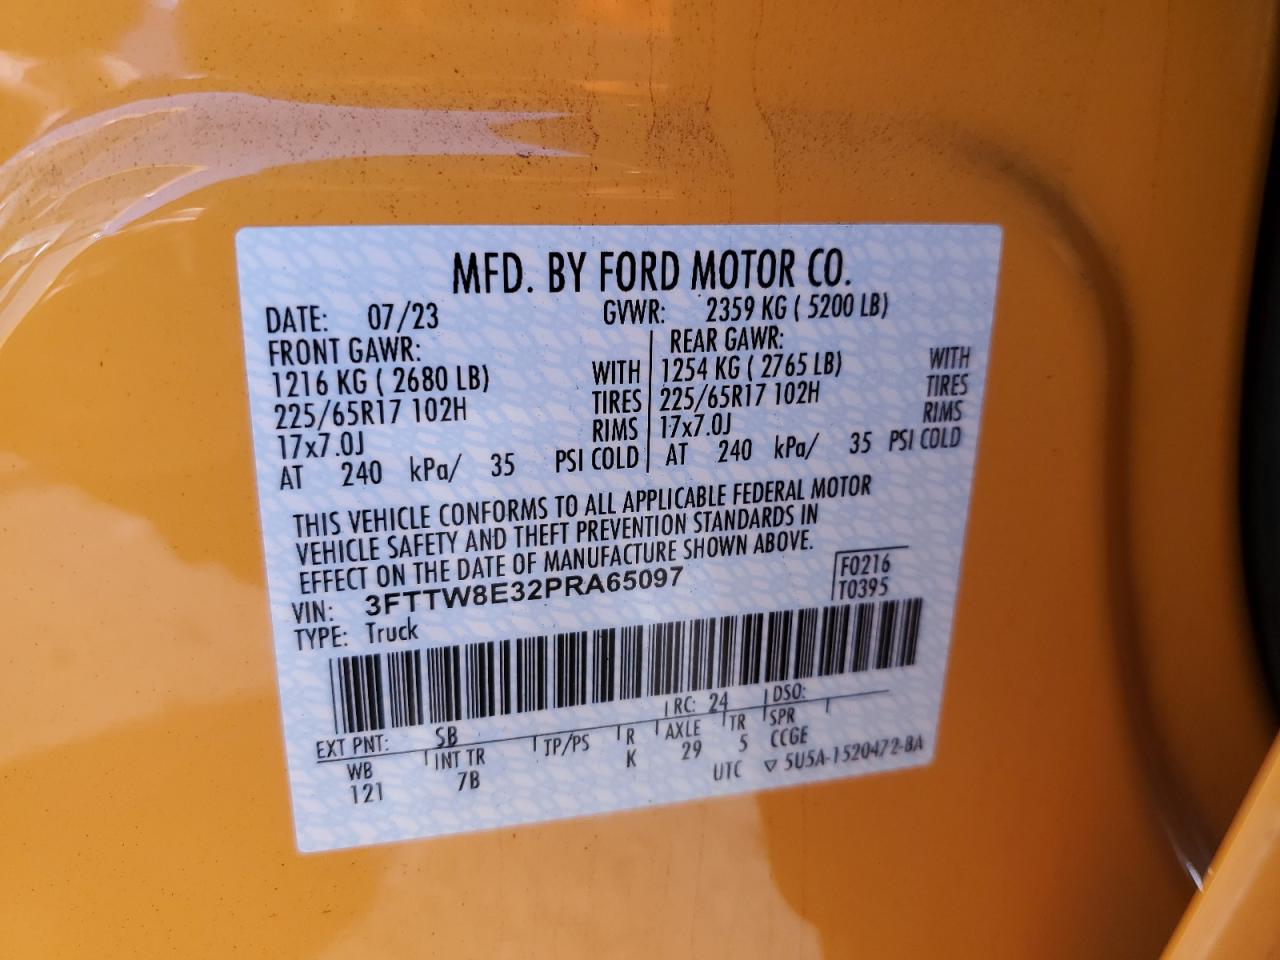 MFD. BY FORD MOTOR CO.
DATE: 07/23 GVWR: 2359 KG ( 5200 LB)
FRONT GAWR: REAR GAWR:
1216 KG ( 2680 LB) WITH 1254 KG ( 2765 LB) WITH
225/65R17 102H TIRES 225/65R17 102H TIRES
17x7.0J RIMS 17x7.0J RIMS
AT 240 kPa/ 35 PSI COLD AT 240 kPa/ 35 PSI COLD
THIS VEHICLE CONFORMS TO ALL APPLICABLE FEDERAL MOTOR
VEHICLE SAFETY AND THEFT PREVENTION STANDARDS IN
EFFECT ON THE DATE OF MANUFACTURE SHOWN ABOVE.
F0216
VIN: 3FTTW8E32PRA65097 T0395
TYPE: Truck
EXT PNT: SB RC: 24 DSO:
WB INT TR TP/PS R AXLE TR SPR
121 7B K 29 5 CCGE
UTC ▽ 5U5A-1520472-BA